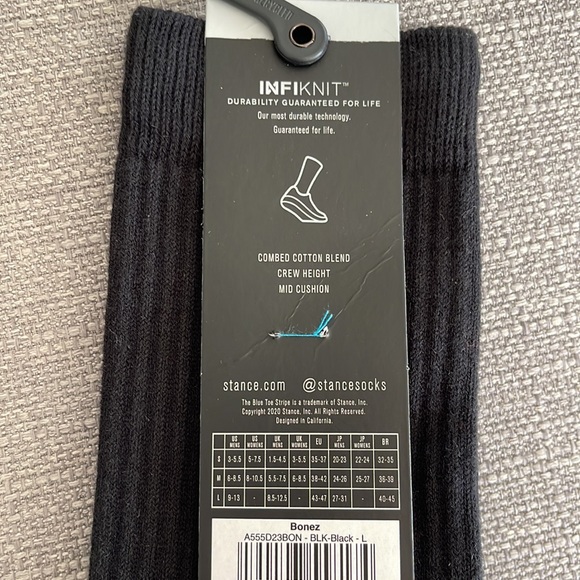 INFIKNIT™
DURABILITY GUARANTEED FOR LIFE
Our most durable technology.
Guaranteed for life.
COMBED COTTON BLEND
CREW HEIGHT
MID CUSHION
stance.com @stancesocks
The Blue Toe Stripe is a trademark of Stance, Inc.
Copyright 2020 Stance, Inc. All Rights Reserved.
Designed in California.
US MENS US WOMENS UK MENS UK WOMENS EU JP MENS JP WOMENS BR
S 3-5.5 5-7.5 1.5-4.5 3-5.5 35-37 20-23 22-24 32-35
M 6-8.5 8-10.5 5.5-7.5 6-8.5 38-42 24-26 25-27 36-39
L 9-13 - 8.5-12.5 - 43-47 27-31 - 40-45
Bonez
A555D23BON - BLK-Black - L